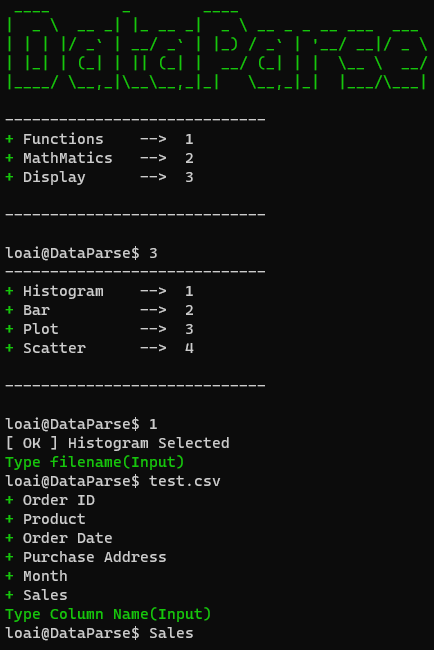 DataParse
-----------------------------
+ Functions    -->  1
+ MathMatics   -->  2
+ Display      -->  3
-----------------------------
loai@DataParse$ 3
-----------------------------
+ Histogram    -->  1
+ Bar          -->  2
+ Plot         -->  3
+ Scatter      -->  4
-----------------------------
loai@DataParse$ 1
[ OK ] Histogram Selected
Type filename(Input)
loai@DataParse$ test.csv
+ Order ID
+ Product
+ Order Date
+ Purchase Address
+ Month
+ Sales
Type Column Name(Input)
loai@DataParse$ Sales